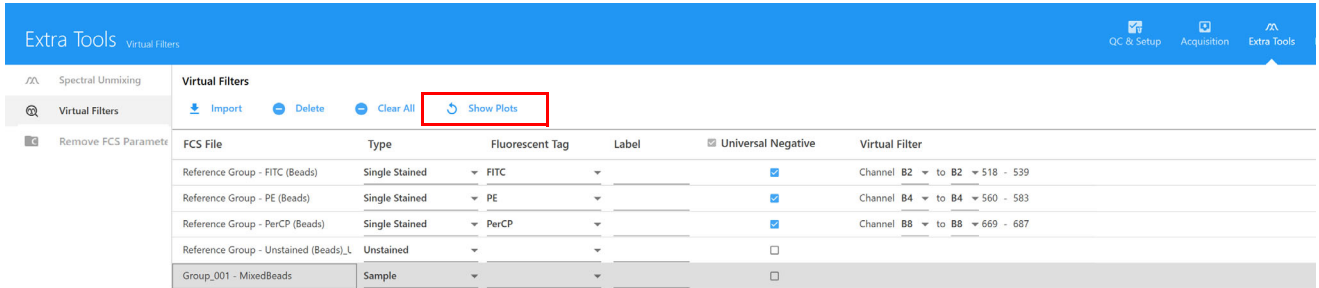 Extra Tools Virtual Filters
QC & Setup Acquisition Extra Tools
Spectral Unmixing
Virtual Filters
Remove FCS Paramete
Virtual Filters
Import Delete Clear All Show Plots
FCS File Type Fluorescent Tag Label Universal Negative Virtual Filter
Reference Group - FITC (Beads) Single Stained FITC Channel B2 to B2 518 - 539
Reference Group - PE (Beads) Single Stained PE Channel B4 to B4 560 - 583
Reference Group - PerCP (Beads) Single Stained PerCP Channel B8 to B8 669 - 687
Reference Group - Unstained (Beads)_U Unstained
Group_001 - MixedBeads Sample